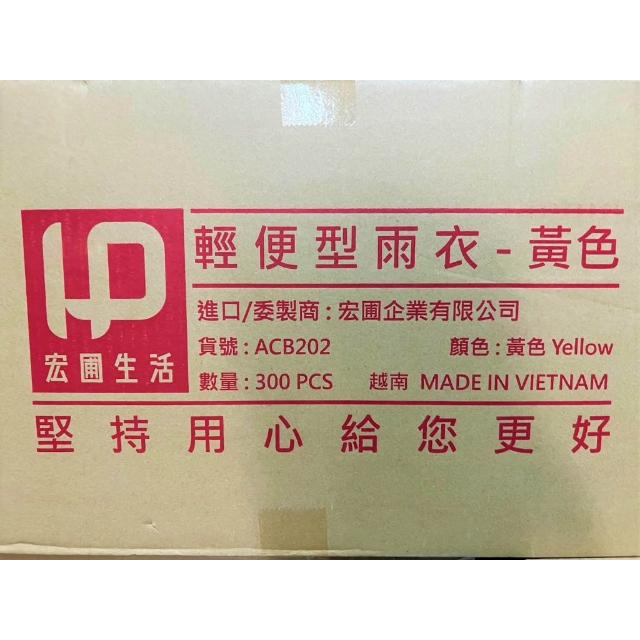 宏圃生活
輕便型雨衣-黃色
進口/委製商:宏圃企業有限公司
貨號:ACB202 顏色:黃色 Yellow
數量:300 PCS 越南 MADE IN VIETNAM
堅持用心給您更好